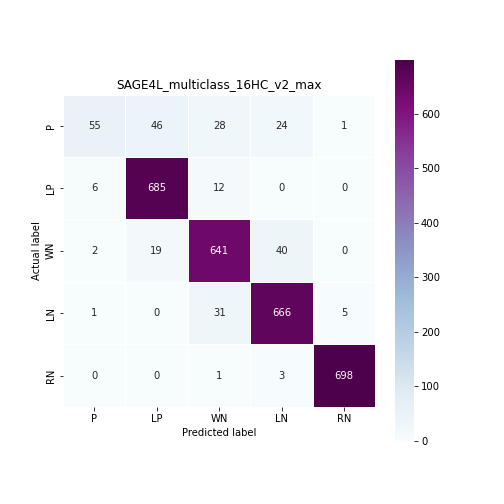 SAGE4L_multiclass_16HC_v2_max
P 55 46 28 24 1
LP 6 685 12 0 0
WN 2 19 641 40 0
LN 1 0 31 666 5
RN 0 0 1 3 698
P LP WN LN RN
Actual label
Predicted label
600
500
400
300
200
100
0